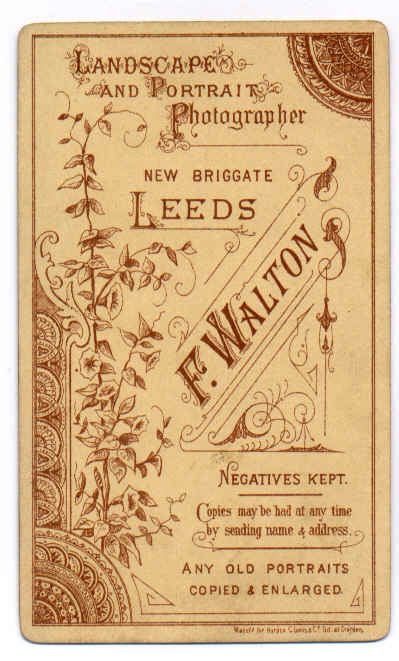 LANDSCAPE
AND PORTRAIT
Photographer
NEW BRIGGATE
LEEDS
F. WALTON
NEGATIVES KEPT.
Copies may be had at any time
by sending name & address.
ANY OLD PORTRAITS
COPIED & ENLARGED.